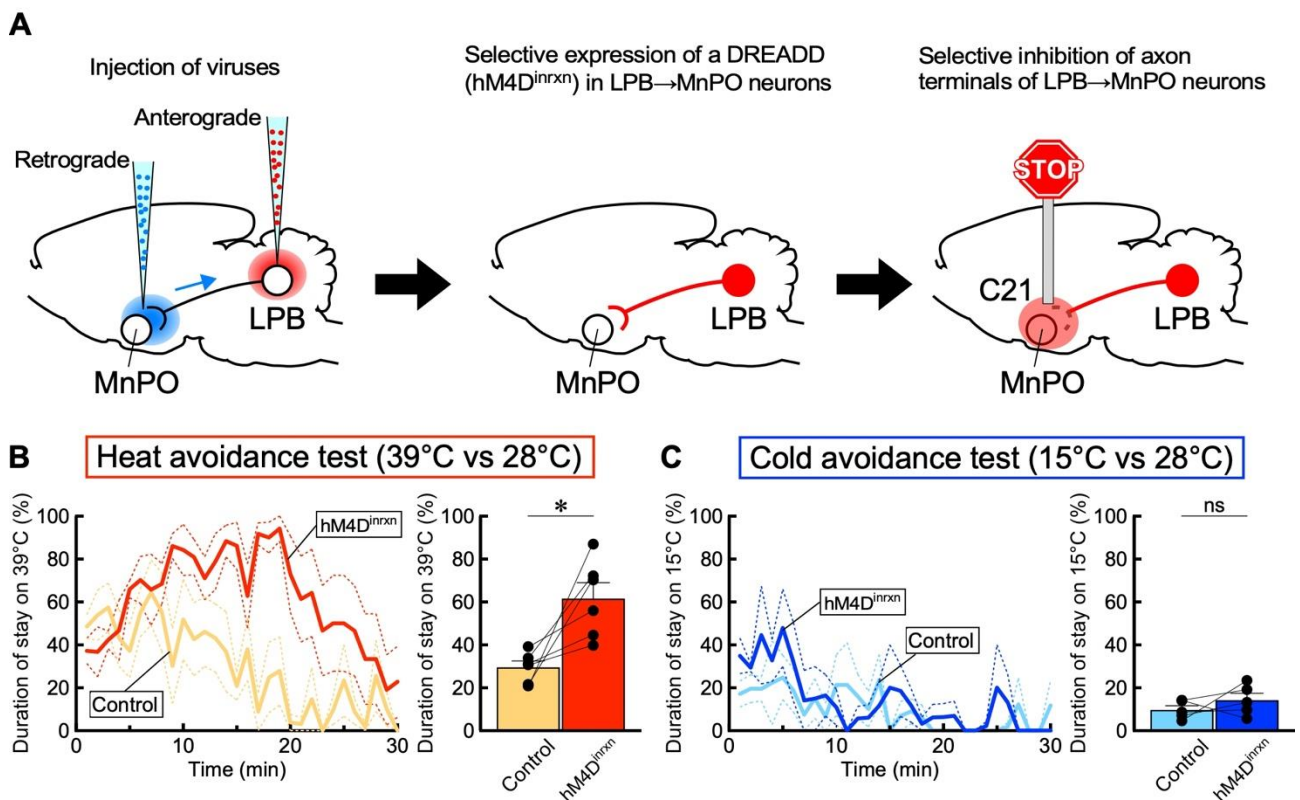 A
Injection of viruses
Anterograde
Retrograde
LPB
MnPO
Selective expression of a DREADD
(hM4Dinrxn) in LPB→MnPO neurons
LPB
MnPO
Selective inhibition of axon
terminals of LPB→MnPO neurons
STOP
C21
LPB
MnPO
B
Heat avoidance test (39°C vs 28°C)
Duration of stay on 39°C (%)
100
80
60
40
20
0
hM4Dinrxn
Control
0
10
20
30
Time (min)
Duration of stay on 39°C (%)
100
80
60
40
20
0
*
Control
hM4Dinrxn
C
Cold avoidance test (15°C vs 28°C)
Duration of stay on 15°C (%)
100
80
60
40
20
0
hM4Dinrxn
Control
0
10
20
30
Time (min)
Duration of stay on 15°C (%)
100
80
60
40
20
0
ns
Control
hM4Dinrxn